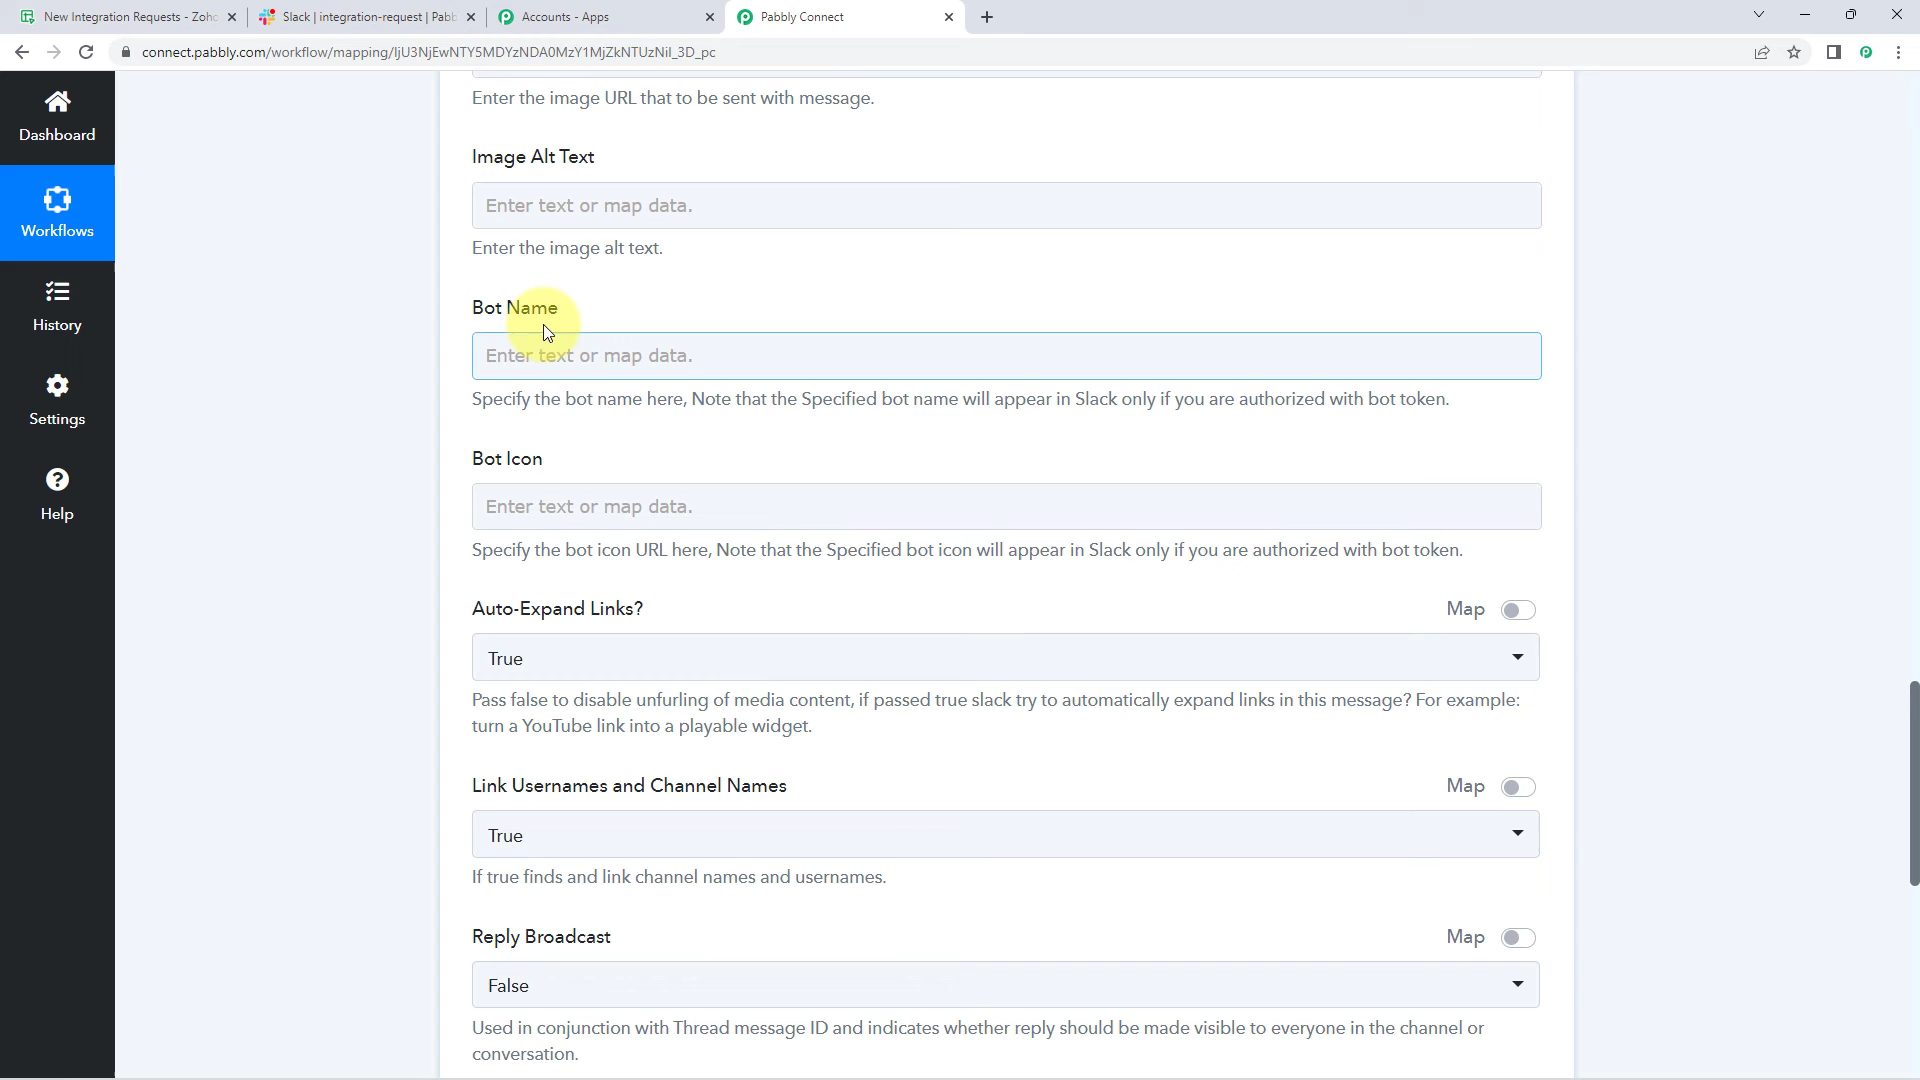 New Integration Requests - Zoho
Slack | integration-request | Pabb
Accounts - Apps
Pabbly Connect
connect.pabbly.com/workflow/mapping/IjU3NjEwNTY5MDYzNDA0MzY1MjZkNTUzNiI_3D_pc
Dashboard
Workflows
History
Settings
Help
Enter the image URL that to be sent with message.
Image Alt Text
Enter text or map data.
Enter the image alt text.
Bot Name
Enter text or map data.
Specify the bot name here, Note that the Specified bot name will appear in Slack only if you are authorized with bot token.
Bot Icon
Enter text or map data.
Specify the bot icon URL here, Note that the Specified bot icon will appear in Slack only if you are authorized with bot token.
Auto-Expand Links?
Map
True
Pass false to disable unfurling of media content, if passed true slack try to automatically expand links in this message? For example:
turn a YouTube link into a playable widget.
Link Usernames and Channel Names
Map
True
If true finds and link channel names and usernames.
Reply Broadcast
Map
False
Used in conjunction with Thread message ID and indicates whether reply should be made visible to everyone in the channel or
conversation.